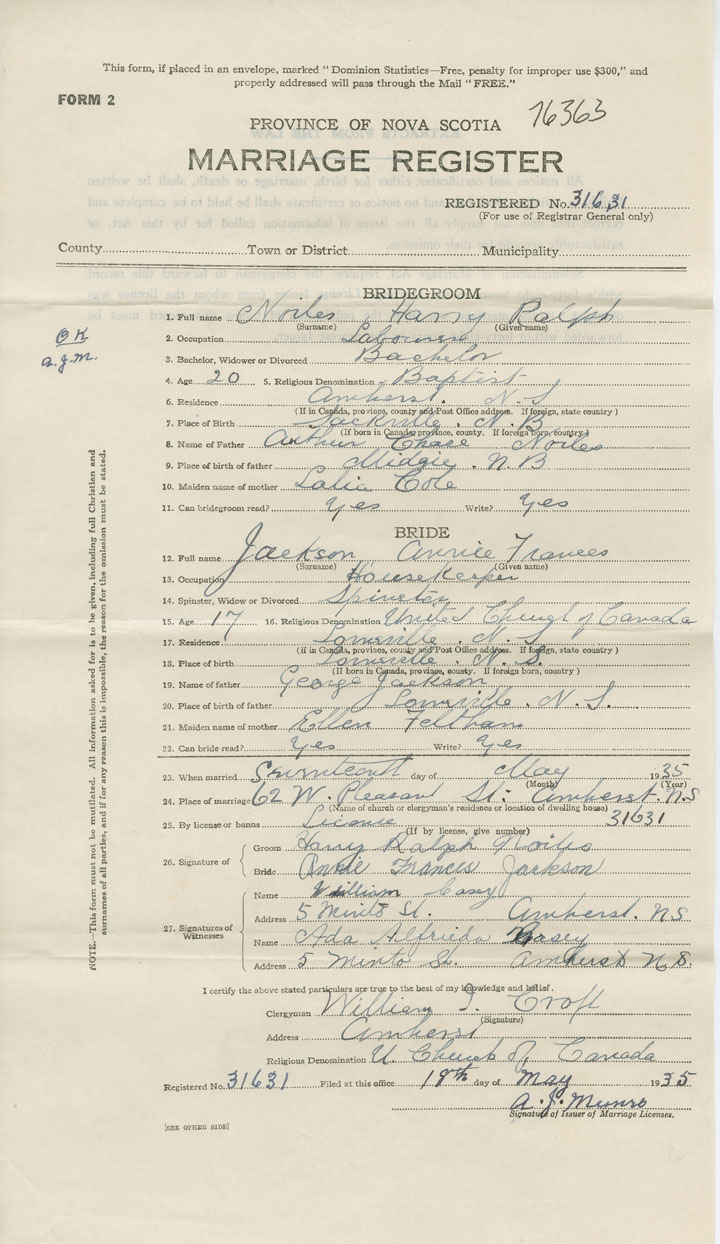 This form, if placed in an envelope, marked "Dominion Statistics—Free, penalty for improper use $300," and
properly addressed will pass through the Mail "FREE."
FORM 2
76363
PROVINCE OF NOVA SCOTIA
MARRIAGE REGISTER
REGISTERED No. 31631
(For use of Registrar General only)
County Town or District Municipality
OK
a.j.m.
BRIDEGROOM
1. Full name Noiles Harry Ralph
(Surname) (Given name)
2. Occupation Labourer
3. Bachelor, Widower or Divorced Bachelor
4. Age 20 5. Religious Denomination Baptist
6. Residence Amherst. N.S
(If in Canada, province, county and Post Office address. If foreign, state country)
7. Place of Birth Sackville. N.B
(If born in Canada, province, county. If foreign born, country)
8. Name of Father Arthur Chase Noiles
9. Place of birth of father Midgic. N.B
10. Maiden name of mother Lalia Cole
11. Can bridegroom read? Yes Write? Yes
BRIDE
12. Full name Jackson Annie Frances
(Surname) (Given name)
13. Occupation Housekeeper
14. Spinster, Widow or Divorced Spinster
15. Age 17 16. Religious Denomination United Church of Canada
17. Residence Lornville. N.S
(If in Canada, province, county and Post Office address. If foreign, state country)
18. Place of birth Lornville. N.S.
(If born in Canada, province, county. If foreign born, country)
19. Name of father George Jackson
20. Place of birth of father Lornville. N.S.
21. Maiden name of mother Ellen Feltham
22. Can bride read? Yes Write? Yes
23. When married Seventeenth day of May 1935
(Month) (Year)
24. Place of marriage 62 W. Pleasant St. Amherst. N.S
(Name of church or clergyman's residence or location of dwelling house)
25. By license or banns License 31631
(If by license, give number)
26. Signature of
Groom Harry Ralph Noiles
Bride Annie Frances Jackson
27. Signatures of Witnesses
Name William Casey
Address 5 Minto St. Amherst. N.S
Name Ada Alfrieda Casey
Address 5 Minto St. Amherst N.S.
I certify the above stated particulars are true to the best of my knowledge and belief.
Clergyman William I. Croft
(Signature)
Address Amherst
Religious Denomination U. Church of Canada
Registered No. 31631 Filed at this office 18th day of May 1935
A. J. Munro
Signature of Issuer of Marriage Licenses.
[SEE OTHER SIDE]
NOTE.—This form must not be mutilated. All information asked for is to be given, including full Christian and
surnames of all parties, and if for any reason this is impossible, the reason for the omission must be stated.